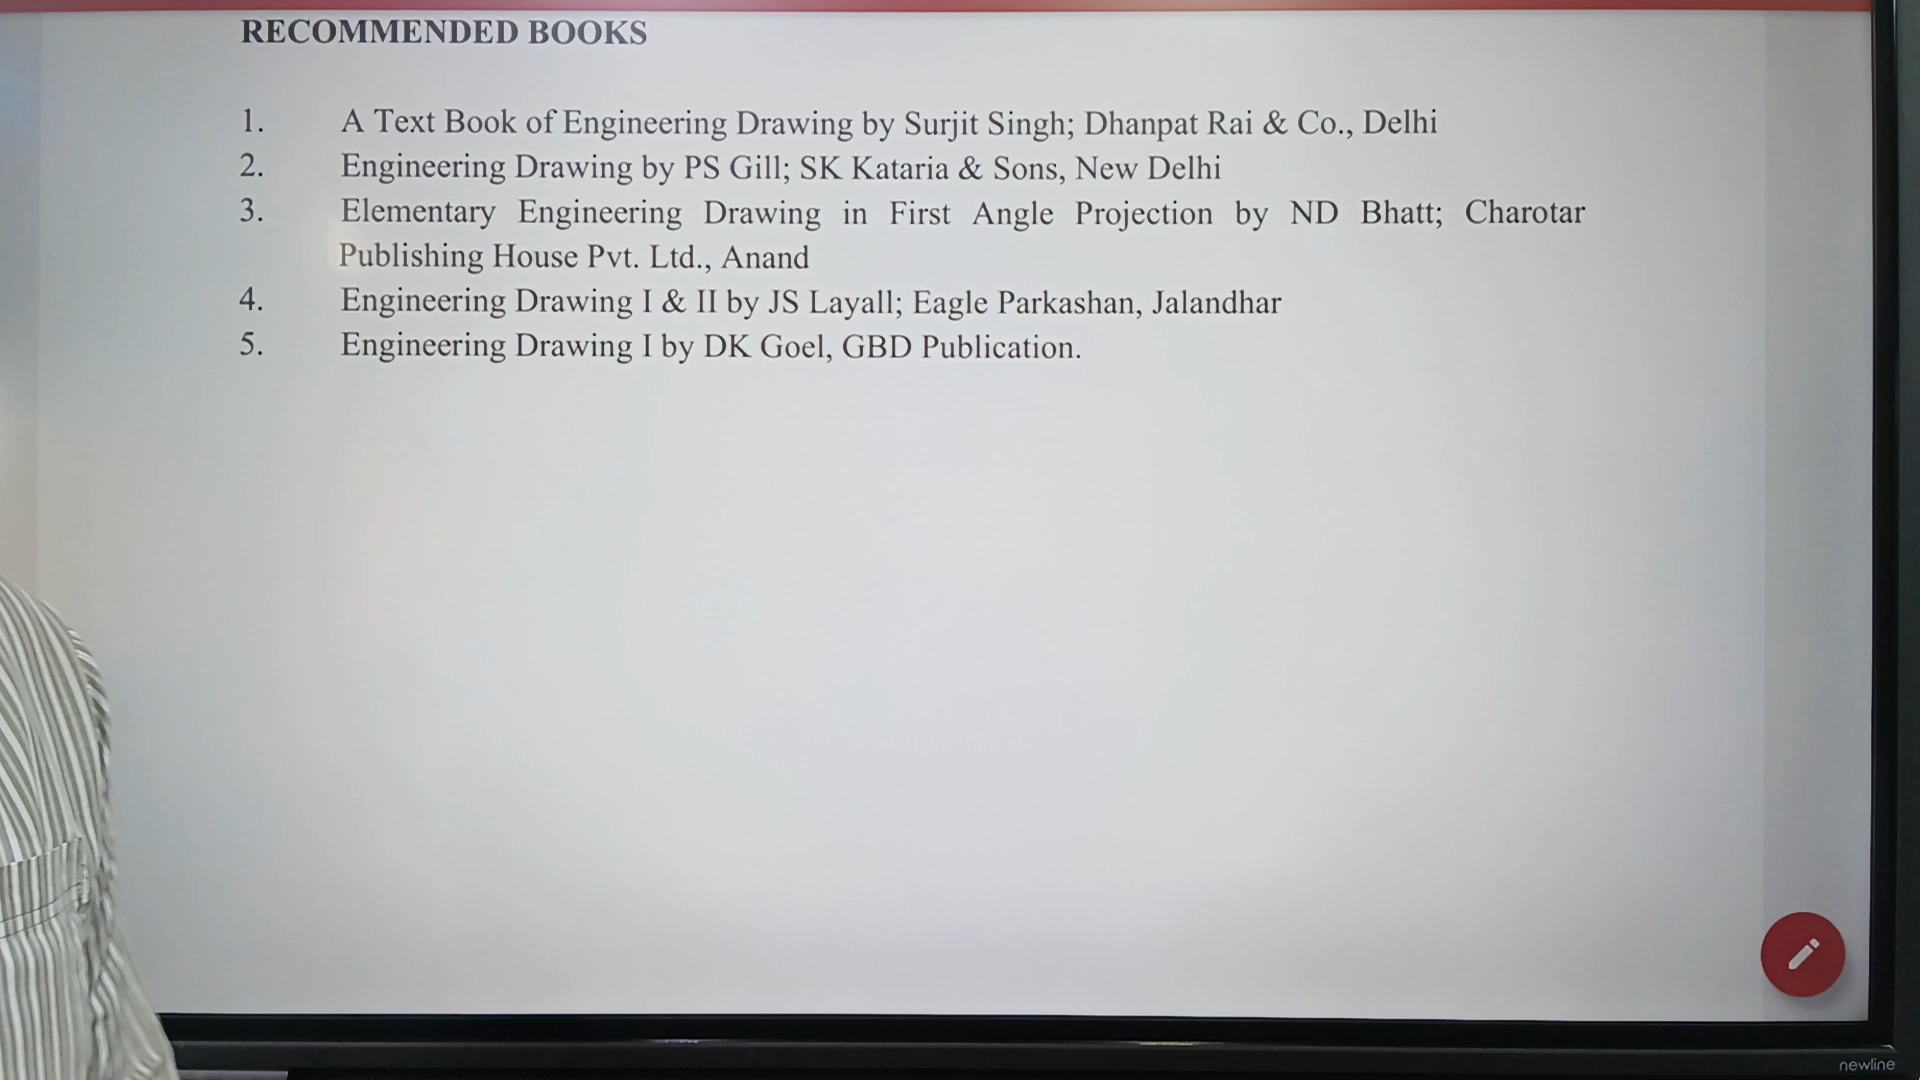 RECOMMENDED BOOKS
1. A Text Book of Engineering Drawing by Surjit Singh; Dhanpat Rai & Co., Delhi
2. Engineering Drawing by PS Gill; SK Kataria & Sons, New Delhi
3. Elementary Engineering Drawing in First Angle Projection by ND Bhatt; Charotar
Publishing House Pvt. Ltd., Anand
4. Engineering Drawing I & II by JS Layall; Eagle Parkashan, Jalandhar
5. Engineering Drawing I by DK Goel, GBD Publication.
newline